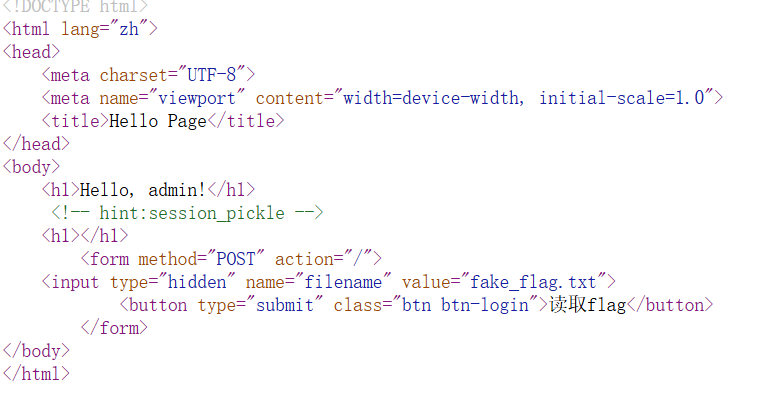 <!DOCTYPE html>
<html lang="zh">
<head>
    <meta charset="UTF-8">
    <meta name="viewport" content="width=device-width, initial-scale=1.0">
    <title>Hello Page</title>
</head>
<body>
    <h1>Hello, admin!</h1>
     <!-- hint:session_pickle -->
    <h1></h1>
        <form method="POST" action="/">
    <input type="hidden" name="filename" value="fake_flag.txt">
            <button type="submit" class="btn btn-login">读取flag</button>
        </form>
</body>
</html>